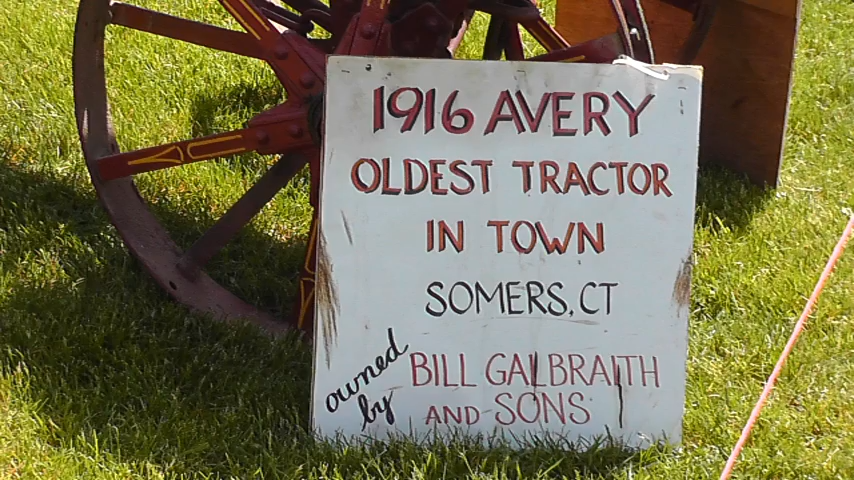 1916 AVERY
OLDEST TRACTOR
IN TOWN
SOMERS, CT
owned by BILL GALBRAITH
AND SONS